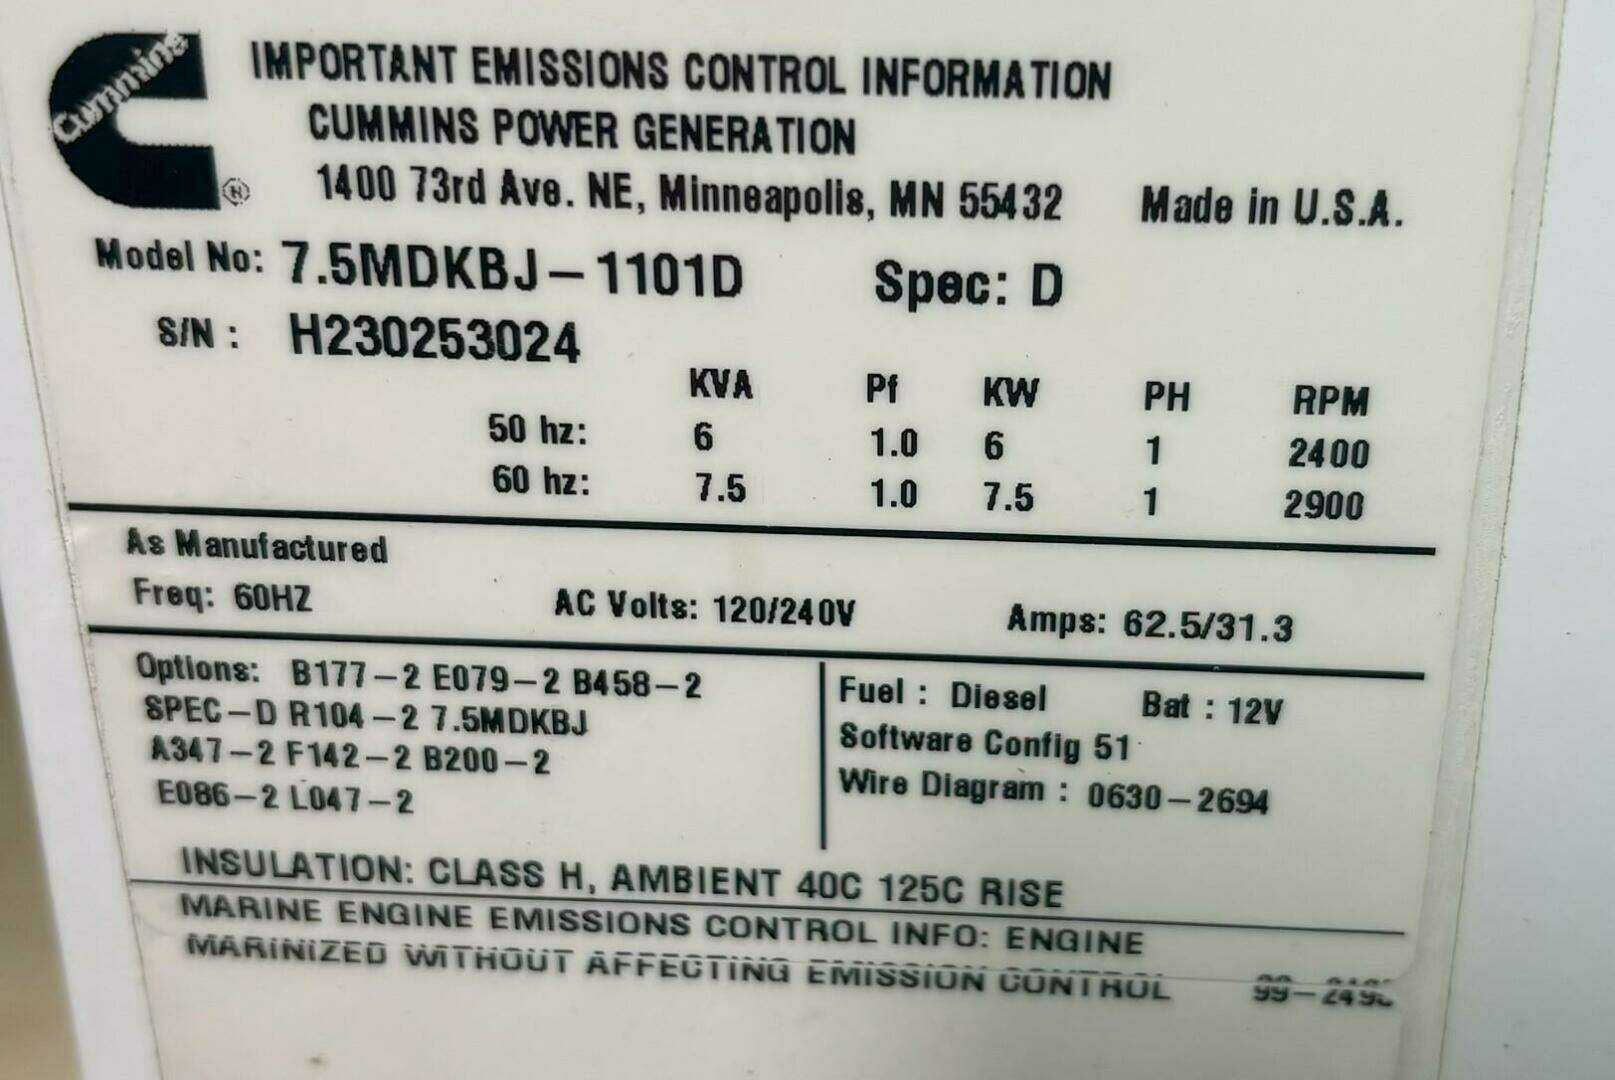 Cummins
IMPORTANT EMISSIONS CONTROL INFORMATION
CUMMINS POWER GENERATION
1400 73rd Ave. NE, Minneapolis, MN 55432 Made in U.S.A.
Model No: 7.5MDKBJ-1101D Spec: D
S/N : H230253024
KVA Pf KW PH RPM
50 hz: 6 1.0 6 1 2400
60 hz: 7.5 1.0 7.5 1 2900
As Manufactured
Freq: 60HZ AC Volts: 120/240V Amps: 62.5/31.3
Options: B177-2 E079-2 B458-2
SPEC-D R104-2 7.5MDKBJ
A347-2 F142-2 B200-2
E086-2 L047-2
Fuel : Diesel Bat : 12V
Software Config 51
Wire Diagram : 0630-2694
INSULATION: CLASS H, AMBIENT 40C 125C RISE
MARINE ENGINE EMISSIONS CONTROL INFO: ENGINE
MARINIZED WITHOUT AFFECTING EMISSION CONTROL